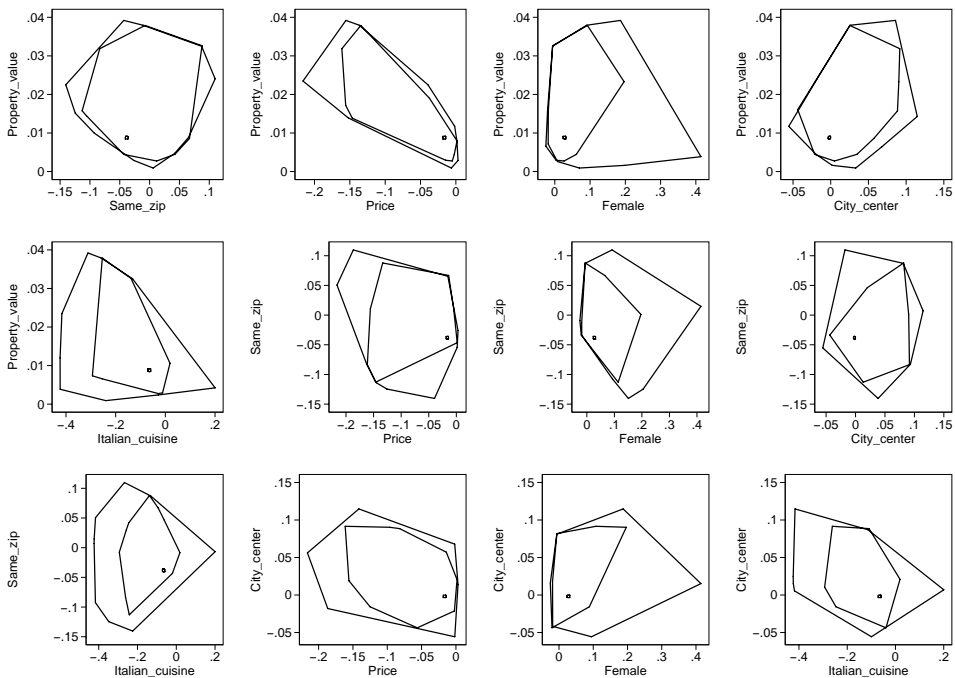 .04 .04 .04 .04
Property_value Property_value Property_value Property_value
.03 .03 .03 .03
.02 .02 .02 .02
.01 .01 .01 .01
0 0 0 0
−.15 −.1 −.05 0 .05 .1 −.2 −.15 −.1 −.05 0 0 .1 .2 .3 .4 −.05 0 .05 .1 .15
Same_zip Price Female City_center
.04 .1 .1 .1
Property_value Same_zip Same_zip Same_zip
.03 .05 .05 .05
.02 0 0 0
−.05 −.05 −.05
.01 −.1 −.1 −.1
0 −.15 −.15 −.15
−.4 −.2 0 .2 −.2 −.15 −.1 −.05 0 0 .1 .2 .3 .4 −.05 0 .05 .1 .15
Italian_cuisine Price Female City_center
.1 .15 .15 .15
Same_zip City_center City_center City_center
.05 .1 .1 .1
0 .05 .05 .05
−.05 0 0 0
−.1
−.15 −.05 −.05 −.05
−.4 −.2 0 .2 −.2 −.15 −.1 −.05 0 0 .1 .2 .3 .4 −.4 −.2 0 .2
Italian_cuisine Price Female Italian_cuisine